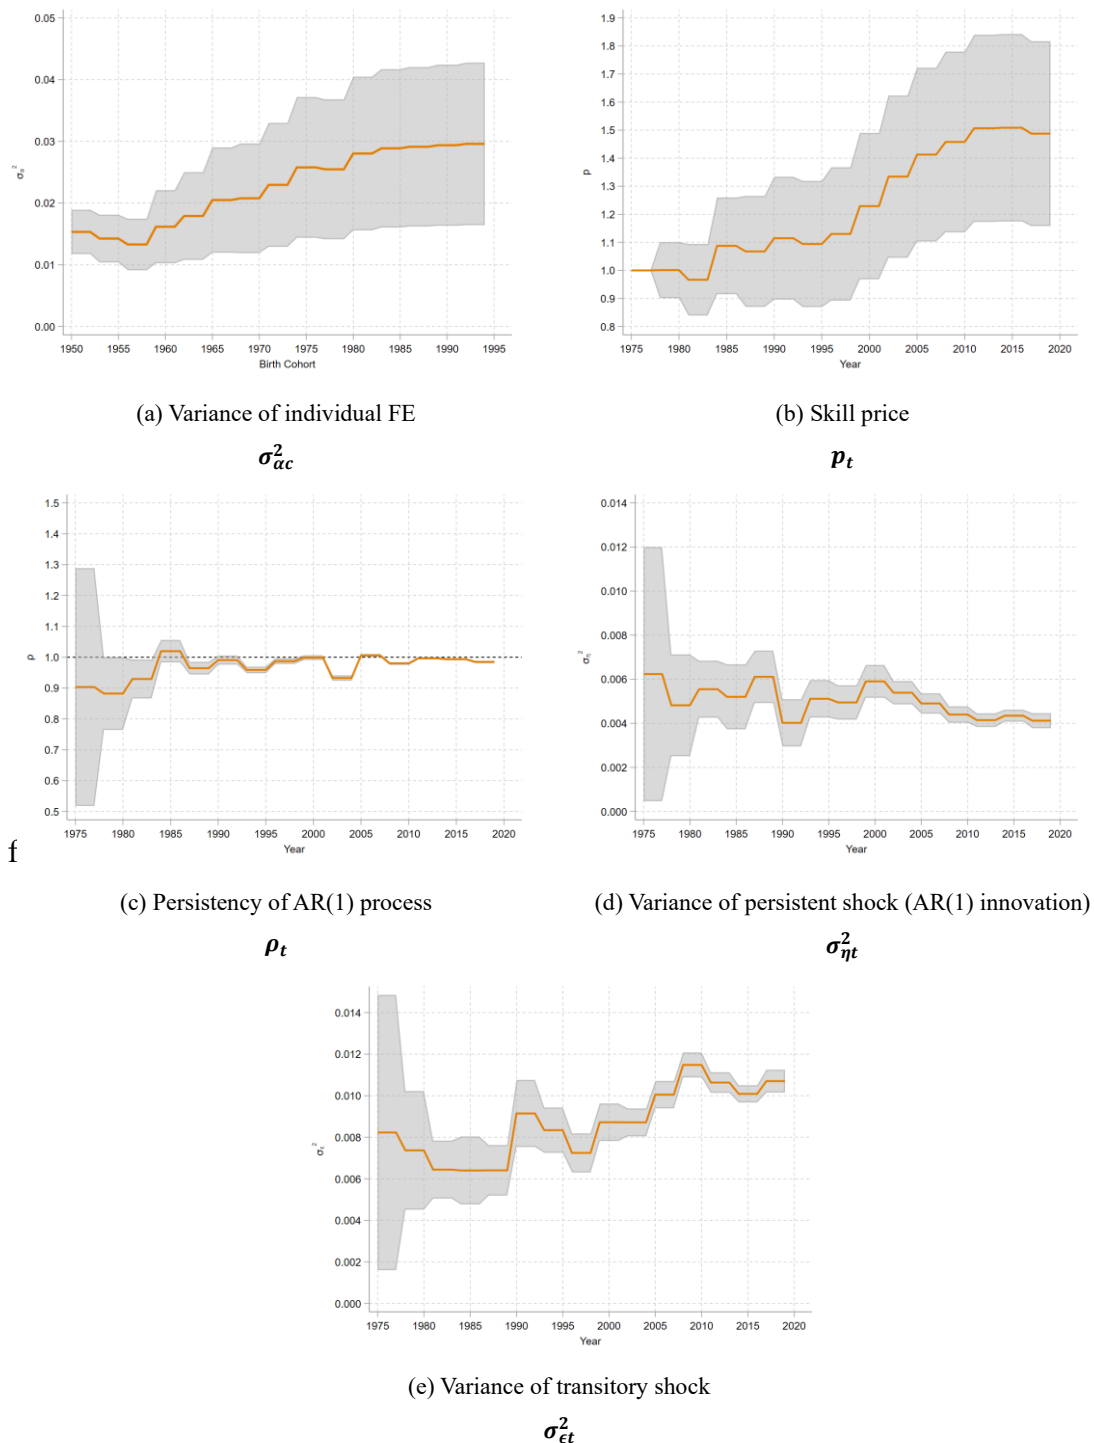 0.05
0.04
0.03
0.02
0.01
0.00
σα²
1950 1955 1960 1965 1970 1975 1980 1985 1990 1995
Birth Cohort
(a) Variance of individual FE
σ²αc
1.9
1.8
1.7
1.6
1.5
1.4
1.3
1.2
1.1
1.0
0.9
0.8
p
1975 1980 1985 1990 1995 2000 2005 2010 2015 2020
Year
(b) Skill price
pt
1.5
1.4
1.3
1.2
1.1
1.0
0.9
0.8
0.7
0.6
0.5
ρ
1975 1980 1985 1990 1995 2000 2005 2010 2015 2020
Year
f
(c) Persistency of AR(1) process
ρt
0.014
0.012
0.010
0.008
0.006
0.004
0.002
0.000
ση²
1975 1980 1985 1990 1995 2000 2005 2010 2015 2020
Year
(d) Variance of persistent shock (AR(1) innovation)
σ²ηt
0.014
0.012
0.010
0.008
0.006
0.004
0.002
0.000
σε²
1975 1980 1985 1990 1995 2000 2005 2010 2015 2020
Year
(e) Variance of transitory shock
σ²ϵt